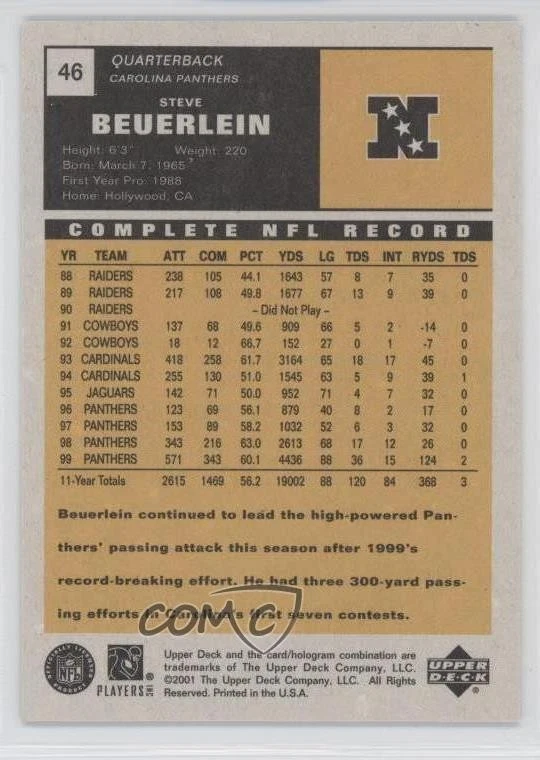 46
QUARTERBACK
CAROLINA PANTHERS
STEVE
BEUERLEIN
Height: 6'3" Weight: 220
Born: March 7, 1965
First Year Pro: 1988
Home: Hollywood, CA
N
COMPLETE NFL RECORD
YR TEAM ATT COM PCT YDS LG TDS INT RYDS TDS
88 RAIDERS 238 105 44.1 1643 57 8 7 35 0
89 RAIDERS 217 108 49.8 1677 67 13 9 39 0
90 RAIDERS – Did Not Play –
91 COWBOYS 137 68 49.6 909 66 5 2 -14 0
92 COWBOYS 18 12 66.7 152 27 0 1 -7 0
93 CARDINALS 418 258 61.7 3164 65 18 17 45 0
94 CARDINALS 255 130 51.0 1545 63 5 9 39 1
95 JAGUARS 142 71 50.0 952 71 4 7 32 0
96 PANTHERS 123 69 56.1 879 40 8 2 17 0
97 PANTHERS 153 89 58.2 1032 52 6 3 32 0
98 PANTHERS 343 216 63.0 2613 68 17 12 26 0
99 PANTHERS 571 343 60.1 4436 88 36 15 124 2
11-Year Totals 2615 1469 56.2 19002 88 120 84 368 3
Beuerlein continued to lead the high-powered Pan-
thers' passing attack this season after 1999's
record-breaking effort. He had three 300-yard pass-
ing efforts in Carolina's first seven contests.
COMC
OFFICIALLY LICENSED
NFL
PRODUCT
PLAYERS INC
Upper Deck and the card/hologram combination are
trademarks of The Upper Deck Company, LLC.
©2001 The Upper Deck Company, LLC. All Rights
Reserved. Printed in the U.S.A.
UPPER
DECK
®